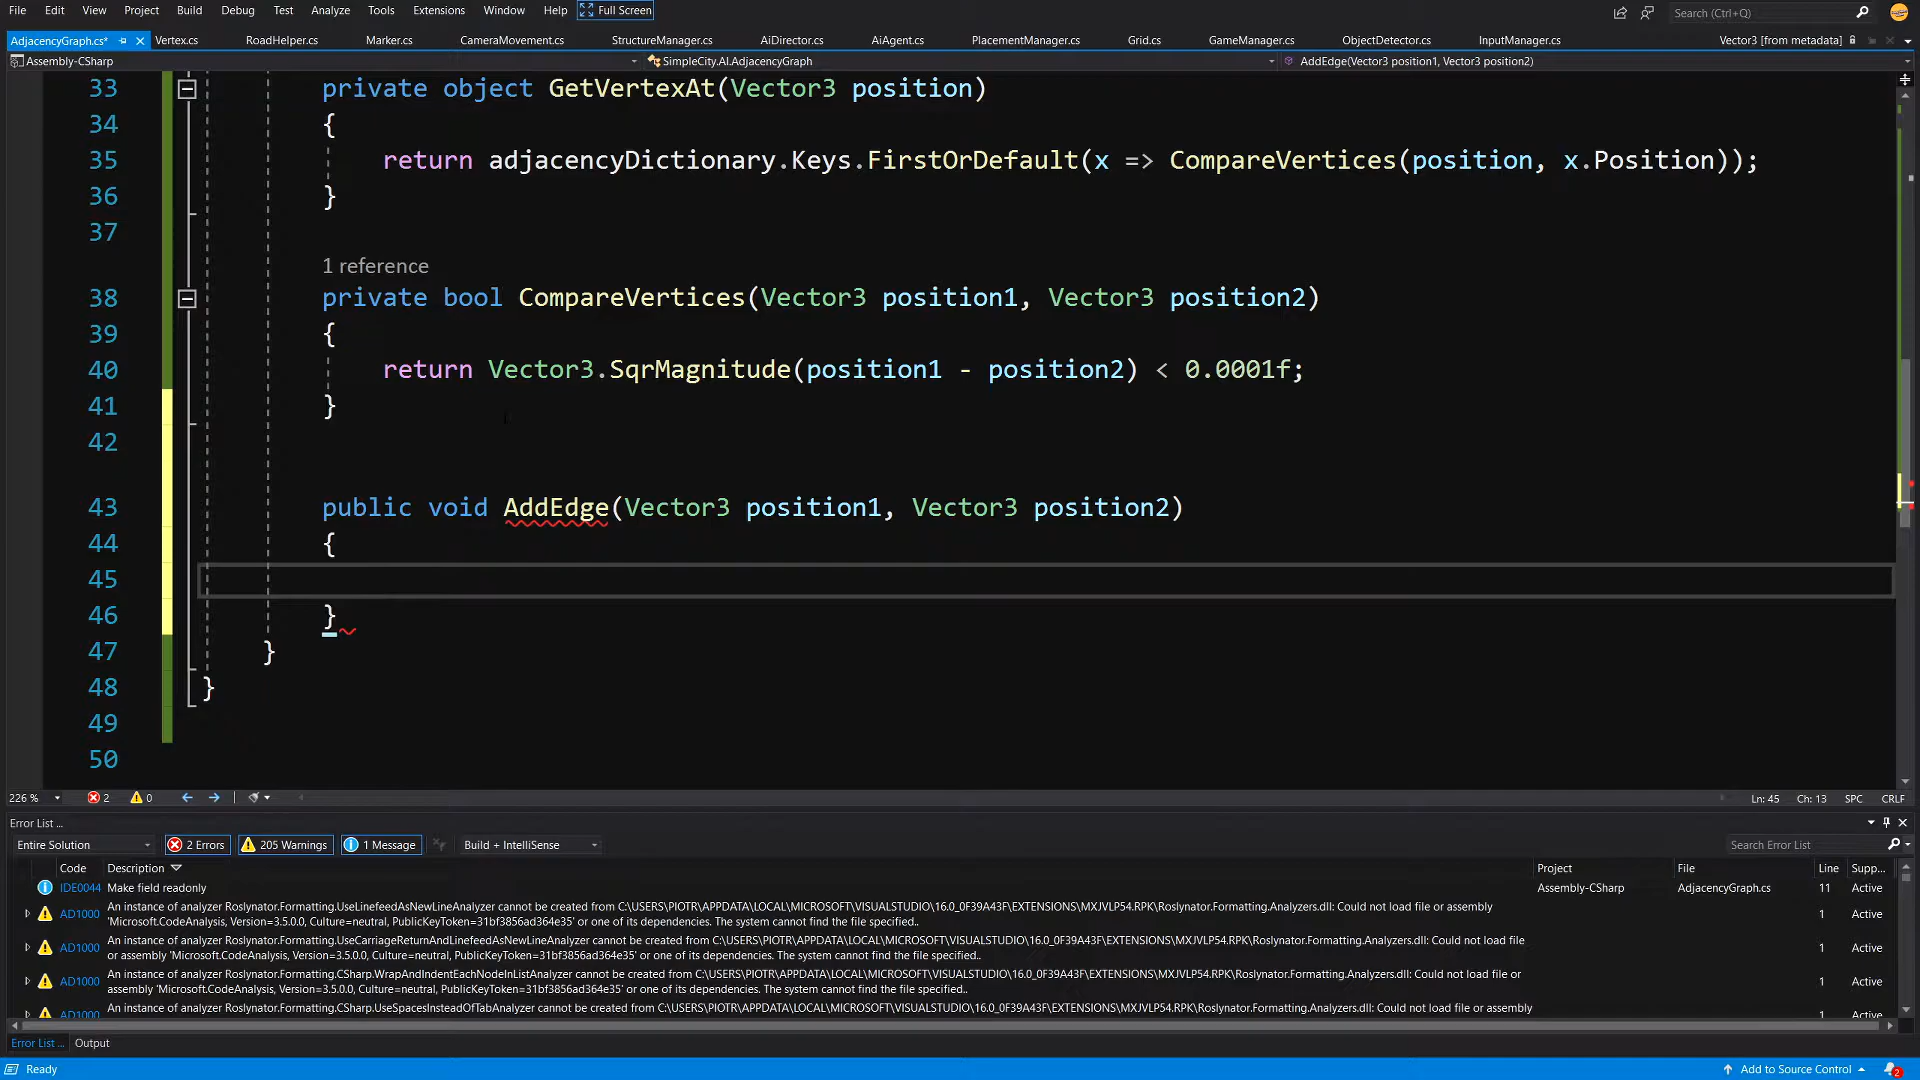 File Edit View Project Build Debug Test Analyze Tools Extensions Window Help Full Screen Search (Ctrl+Q)
AdjacencyGraph.cs* Vertex.cs RoadHelper.cs Marker.cs CameraMovement.cs StructureManager.cs AiDirector.cs AiAgent.cs PlacementManager.cs Grid.cs GameManager.cs ObjectDetector.cs InputManager.cs Vector3 [from metadata]
Assembly-CSharp SimpleCity.AI.AdjacencyGraph AddEdge(Vector3 position1, Vector3 position2)
33 private object GetVertexAt(Vector3 position)
34 {
35 return adjacencyDictionary.Keys.FirstOrDefault(x => CompareVertices(position, x.Position));
36 }
37
1 reference
38 private bool CompareVertices(Vector3 position1, Vector3 position2)
39 {
40 return Vector3.SqrMagnitude(position1 - position2) < 0.0001f;
41 }
42
43 public void AddEdge(Vector3 position1, Vector3 position2)
44 {
45
46 }
47 }
48 }
49
50
226 % 2 0 Ln: 45 Ch: 13 SPC CRLF
Error List ...
Entire Solution 2 Errors 205 Warnings 1 Message Build + IntelliSense Search Error List
Code Description Project File Line Supp...
IDE0044 Make field readonly Assembly-CSharp AdjacencyGraph.cs 11 Active
AD1000 An instance of analyzer Roslynator.Formatting.UseLinefeedAsNewLineAnalyzer cannot be created from C:\USERS\PIOTR\APPDATA\LOCAL\MICROSOFT\VISUALSTUDIO\16.0_0F39A43F\EXTENSIONS\MXJVLP54.RPK\Roslynator.Formatting.Analyzers.dll: Could not load file or assembly 1 Active
'Microsoft.CodeAnalysis, Version=3.5.0.0, Culture=neutral, PublicKeyToken=31bf3856ad364e35' or one of its dependencies. The system cannot find the file specified..
AD1000 An instance of analyzer Roslynator.Formatting.UseCarriageReturnAndLinefeedAsNewLineAnalyzer cannot be created from C:\USERS\PIOTR\APPDATA\LOCAL\MICROSOFT\VISUALSTUDIO\16.0_0F39A43F\EXTENSIONS\MXJVLP54.RPK\Roslynator.Formatting.Analyzers.dll: Could not load file 1 Active
or assembly 'Microsoft.CodeAnalysis, Version=3.5.0.0, Culture=neutral, PublicKeyToken=31bf3856ad364e35' or one of its dependencies. The system cannot find the file specified..
AD1000 An instance of analyzer Roslynator.Formatting.CSharp.WrapAndIndentEachNodeInListAnalyzer cannot be created from C:\USERS\PIOTR\APPDATA\LOCAL\MICROSOFT\VISUALSTUDIO\16.0_0F39A43F\EXTENSIONS\MXJVLP54.RPK\Roslynator.Formatting.Analyzers.dll: Could not load file or 1 Active
assembly 'Microsoft.CodeAnalysis, Version=3.5.0.0, Culture=neutral, PublicKeyToken=31bf3856ad364e35' or one of its dependencies. The system cannot find the file specified..
AD1000 An instance of analyzer Roslynator.Formatting.CSharp.UseSpacesInsteadOfTabAnalyzer cannot be created from C:\USERS\PIOTR\APPDATA\LOCAL\MICROSOFT\VISUALSTUDIO\16.0_0F39A43F\EXTENSIONS\MXJVLP54.RPK\Roslynator.Formatting.Analyzers.dll: Could not load file or assembly 1 Active
Error List ... Output
Ready Add to Source Control 2